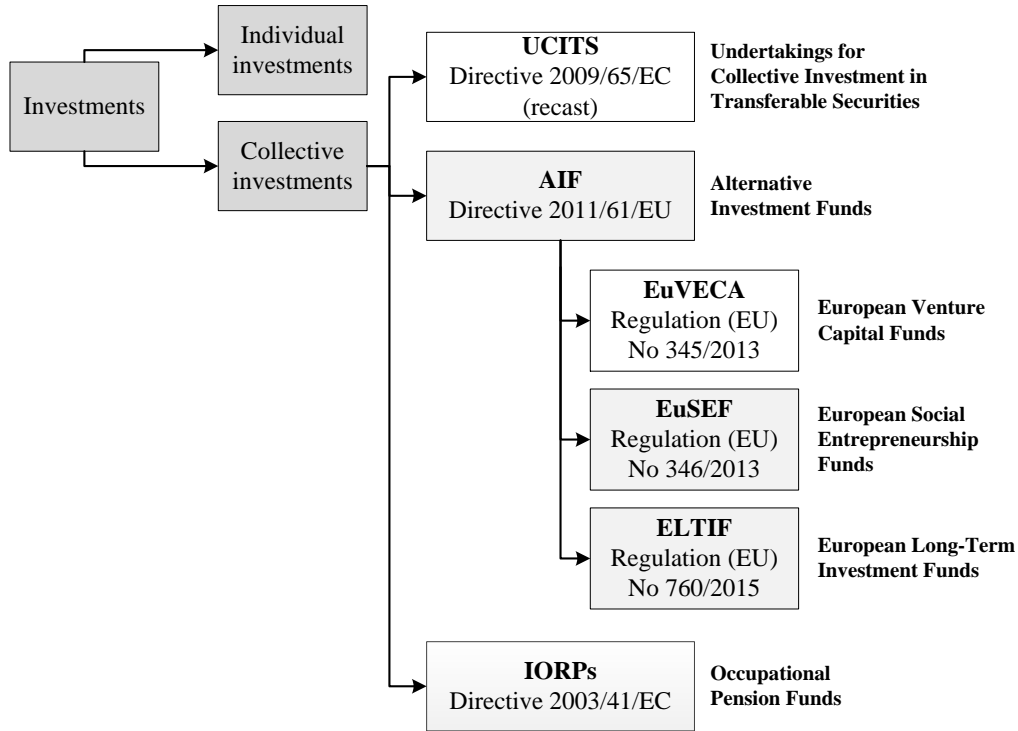 Individual
investments
Investments
Collective
investments
UCITS
Directive 2009/65/EC
(recast)
Undertakings for
Collective Investment in
Transferable Securities
AIF
Directive 2011/61/EU
Alternative
Investment Funds
EuVECA
Regulation (EU)
No 345/2013
European Venture
Capital Funds
EuSEF
Regulation (EU)
No 346/2013
European Social
Entrepreneurship
Funds
ELTIF
Regulation (EU)
No 760/2015
European Long-Term
Investment Funds
IORPs
Directive 2003/41/EC
Occupational
Pension Funds